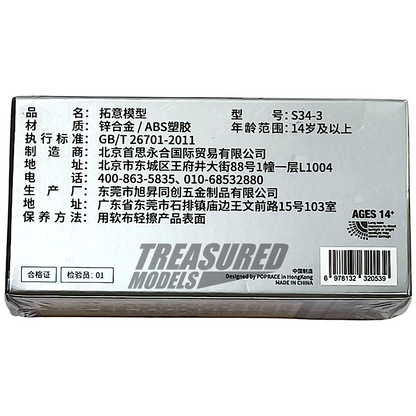 品 名：拓意模型 型 号：S34-3
材 质：锌合金/ABS塑胶 年龄范围：14岁及以上
执行标准：GB/T 26701-2011
制 造 商：北京首思永合国际贸易有限公司
地 址：北京市东城区王府井大街88号1幢一层L1004
电 话：400-863-5835、010-68532880
生 产 厂：东莞市旭昇同创五金制品有限公司
地 址：广东省东莞市石排镇庙边王文前路15号103室
保养方法：用软布轻擦产品表面
AGES 14+
TREASURED
MODELS
中国制造
Designed by POPRACE in HongKong
MADE IN CHINA
合格证 检验员：01
6 978132 320539